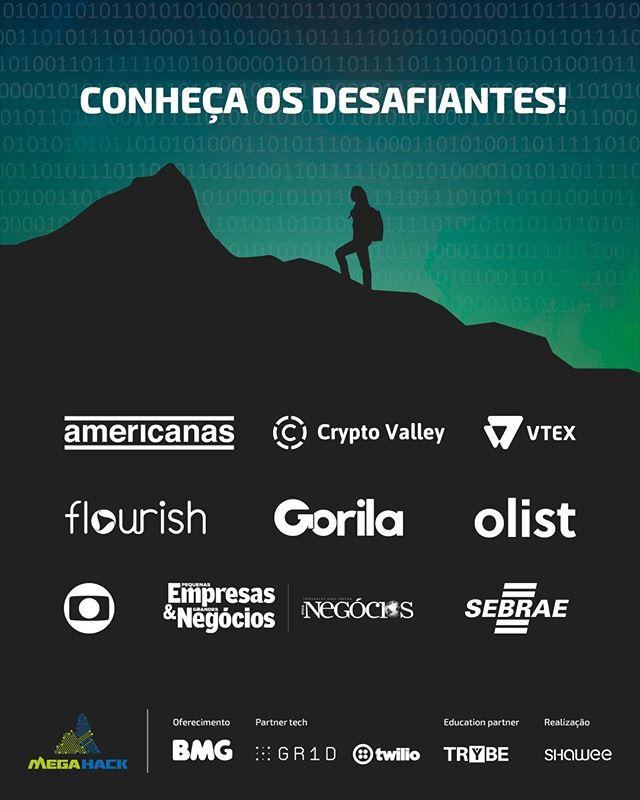 CONHEÇA OS DESAFIANTES!
americanas
Crypto Valley
VTEX
flourish
Gorila
olist
PEQUENAS
Empresas
& GRANDES
Negócios
NEGÓCIOS
SEBRAE
MEGAHACK
Oferecimento
BMG
Partner tech
GR1D
twilio
Education partner
TRYBE
Realização
SHAWEE